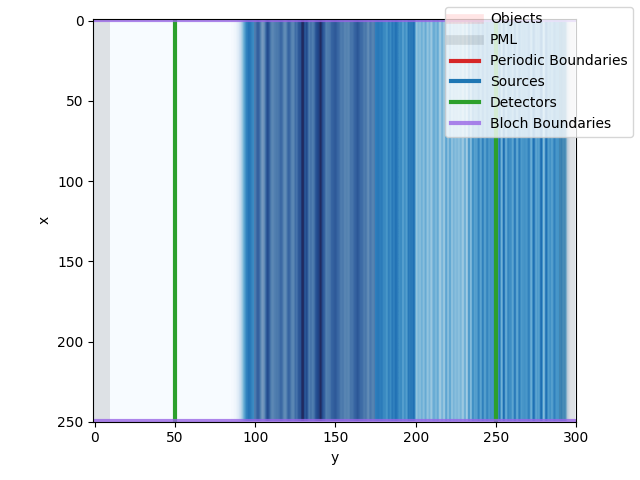 Objects
PML
Periodic Boundaries
Sources
Detectors
Bloch Boundaries
0
50
100
150
200
250
x
0 50 100 150 200 250 300
y